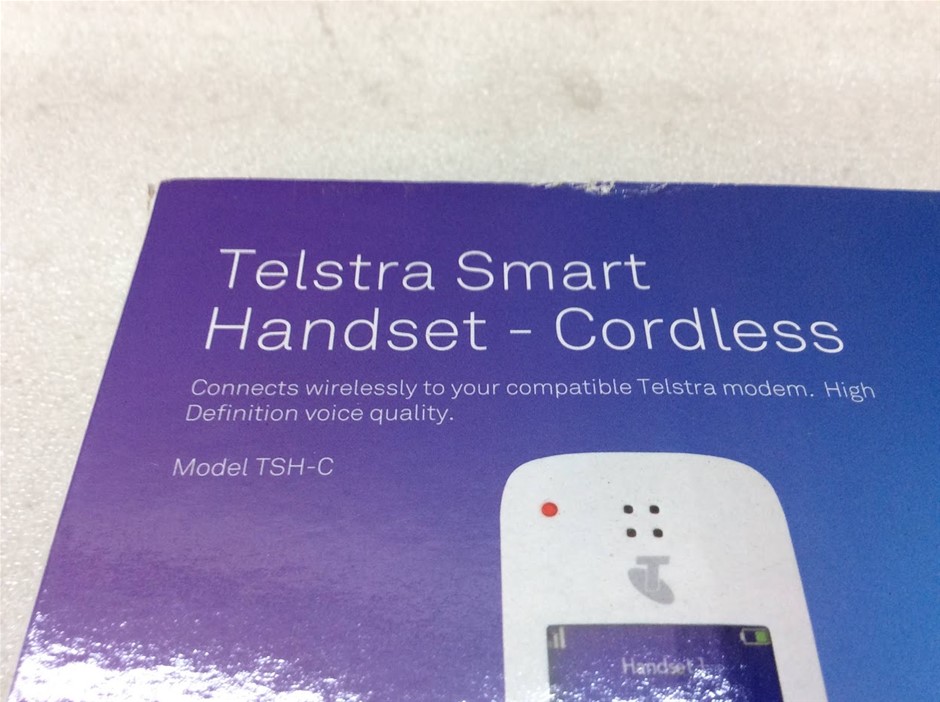 Telstra Smart
Handset - Cordless
Connects wirelessly to your compatible Telstra modem. High
Definition voice quality.
Model TSH-C
T
Handset 1